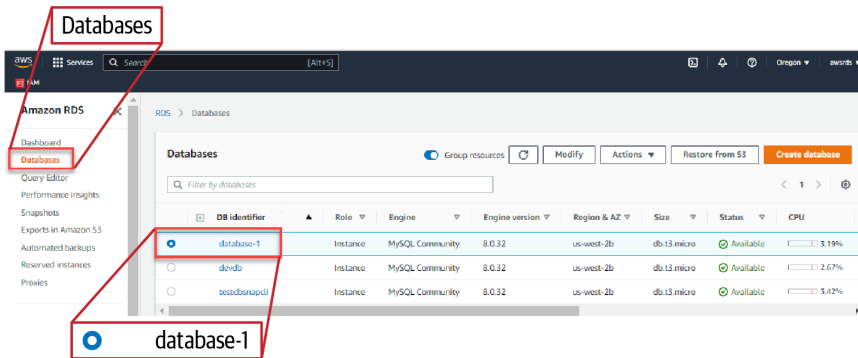 Databases
aws Services Search [Alt+S] Oregon awsrds
IAM
Amazon RDS
RDS > Databases
Dashboard
Databases
Query Editor
Performance insights
Snapshots
Exports in Amazon S3
Automated backups
Reserved instances
Proxies
Databases Group resources Modify Actions Restore from S3 Create database
Filter by databases 1
DB identifier Role Engine Engine version Region & AZ Size Status CPU
database-1 Instance MySQL Community 8.0.32 us-west-2b db.t3.micro Available 3.19%
devdb Instance MySQL Community 8.0.32 us-west-2b db.t3.micro Available 2.67%
testdbsnapcli Instance MySQL Community 8.0.32 us-west-2b db.t3.micro Available 3.42%
database-1